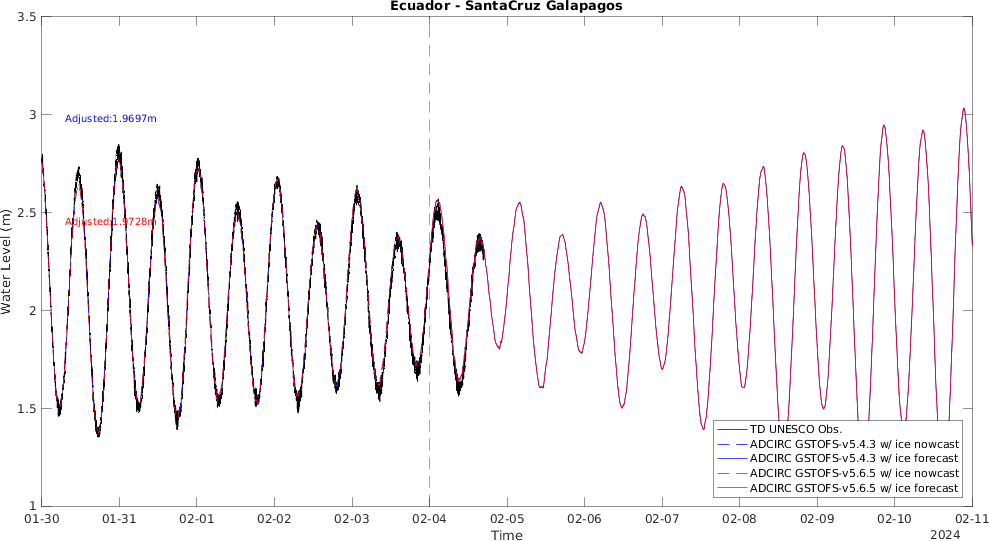 Ecuador - SantaCruz Galapagos
3.5
3
2.5
2
1.5
1
Water Level (m)
Adjusted:1.9697m
Adjusted:1.9728m
TD UNESCO Obs.
ADCIRC GSTOFS-v5.4.3 w/ ice nowcast
ADCIRC GSTOFS-v5.4.3 w/ ice forecast
ADCIRC GSTOFS-v5.6.5 w/ ice nowcast
ADCIRC GSTOFS-v5.6.5 w/ ice forecast
01-30 01-31 02-01 02-02 02-03 02-04 02-05 02-06 02-07 02-08 02-09 02-10 02-11
Time
2024